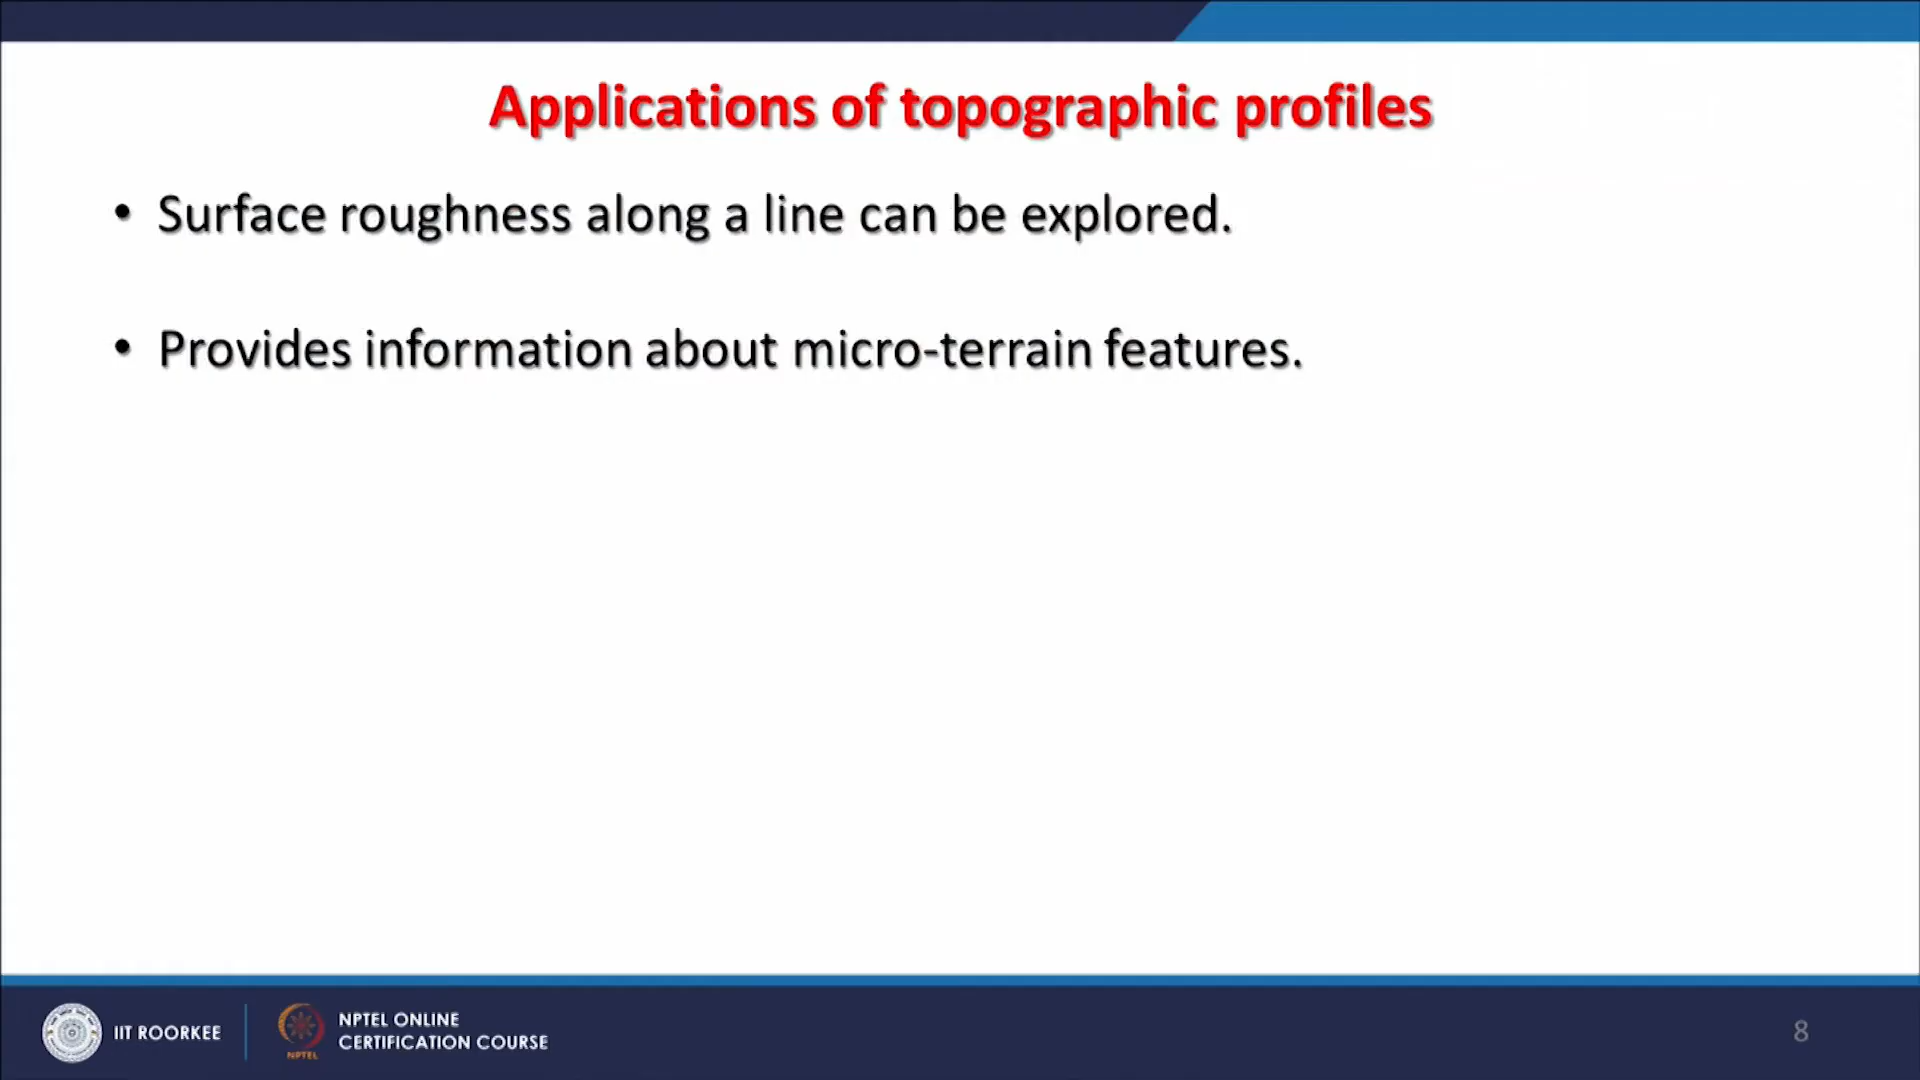 Applications of topographic profiles
• Surface roughness along a line can be explored.
• Provides information about micro-terrain features.
IIT ROORKEE
NPTEL
NPTEL ONLINE
CERTIFICATION COURSE
8